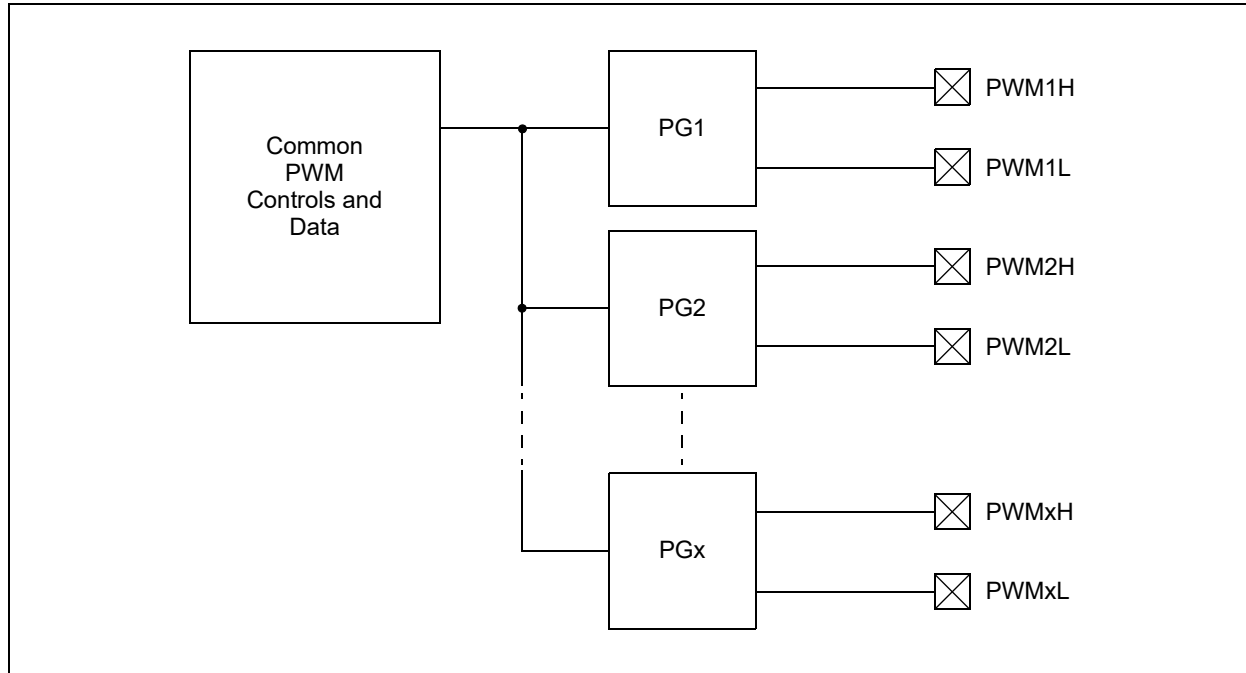 Common
PWM
Controls and
Data
PG1
PWM1H
PWM1L
PG2
PWM2H
PWM2L
PGx
PWMxH
PWMxL